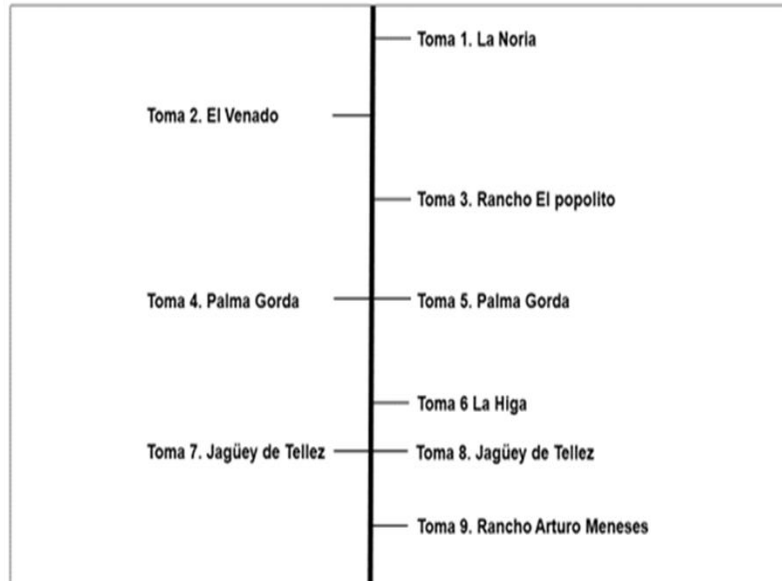 Toma 1. La Noria
Toma 2. El Venado
Toma 3. Rancho El popolito
Toma 4. Palma Gorda
Toma 5. Palma Gorda
Toma 6 La Higa
Toma 7. Jagüey de Tellez
Toma 8. Jagüey de Tellez
Toma 9. Rancho Arturo Meneses